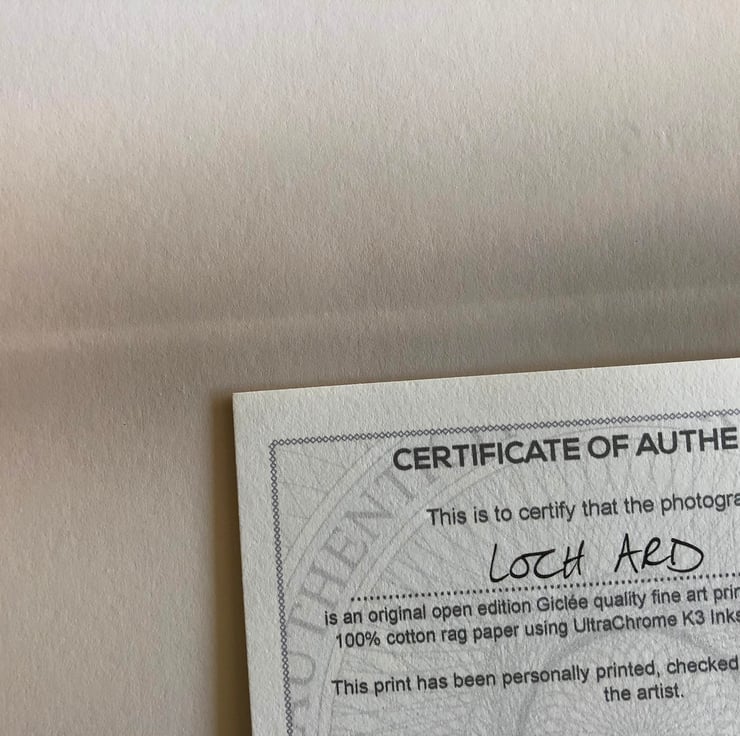 CERTIFICATE OF AUTHE
This is to certify that the photogra
LOCH ARD
is an original open edition Giclée quality fine art prin
100% cotton rag paper using UltraChrome K3 Inks
This print has been personally printed, checked
the artist.
AUTHENTI